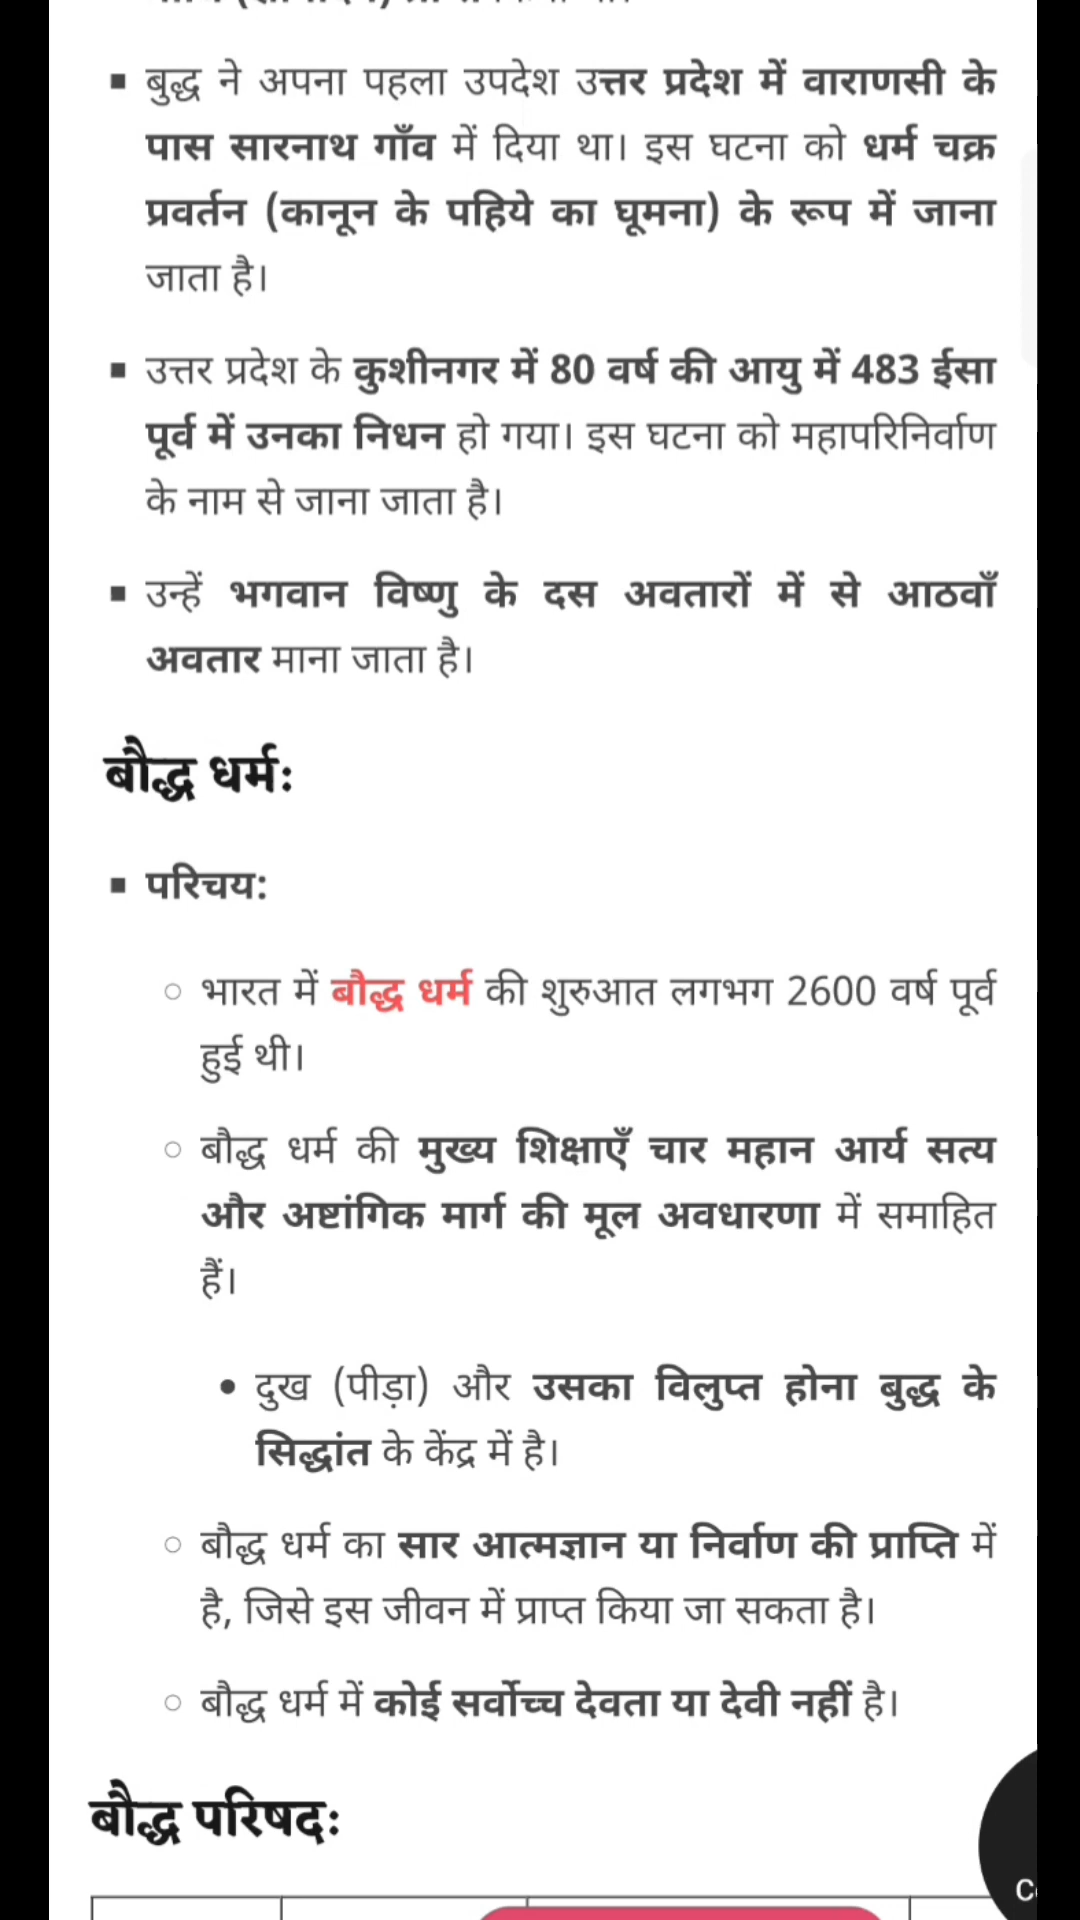 बुद्ध ने अपना पहला उपदेश उत्तर प्रदेश में वाराणसी के
पास सारनाथ गाँव में दिया था। इस घटना को धर्म चक्र
प्रवर्तन (कानून के पहिये का घूमना) के रूप में जाना
जाता है।
उत्तर प्रदेश के कुशीनगर में 80 वर्ष की आयु में 483 ईसा
पूर्व में उनका निधन हो गया। इस घटना को महापरिनिर्वाण
के नाम से जाना जाता है।
उन्हें भगवान विष्णु के दस अवतारों में से आठवाँ
अवतार माना जाता है।
बौद्ध धर्म:
परिचय:
भारत में बौद्ध धर्म की शुरुआत लगभग 2600 वर्ष पूर्व
हुई थी।
बौद्ध धर्म की मुख्य शिक्षाएँ चार महान आर्य सत्य
और अष्टांगिक मार्ग की मूल अवधारणा में समाहित
हैं।
दुख (पीड़ा) और उसका विलुप्त होना बुद्ध के
सिद्धांत के केंद्र में है।
बौद्ध धर्म का सार आत्मज्ञान या निर्वाण की प्राप्ति में
है, जिसे इस जीवन में प्राप्त किया जा सकता है।
बौद्ध धर्म में कोई सर्वोच्च देवता या देवी नहीं है।
बौद्ध परिषद: